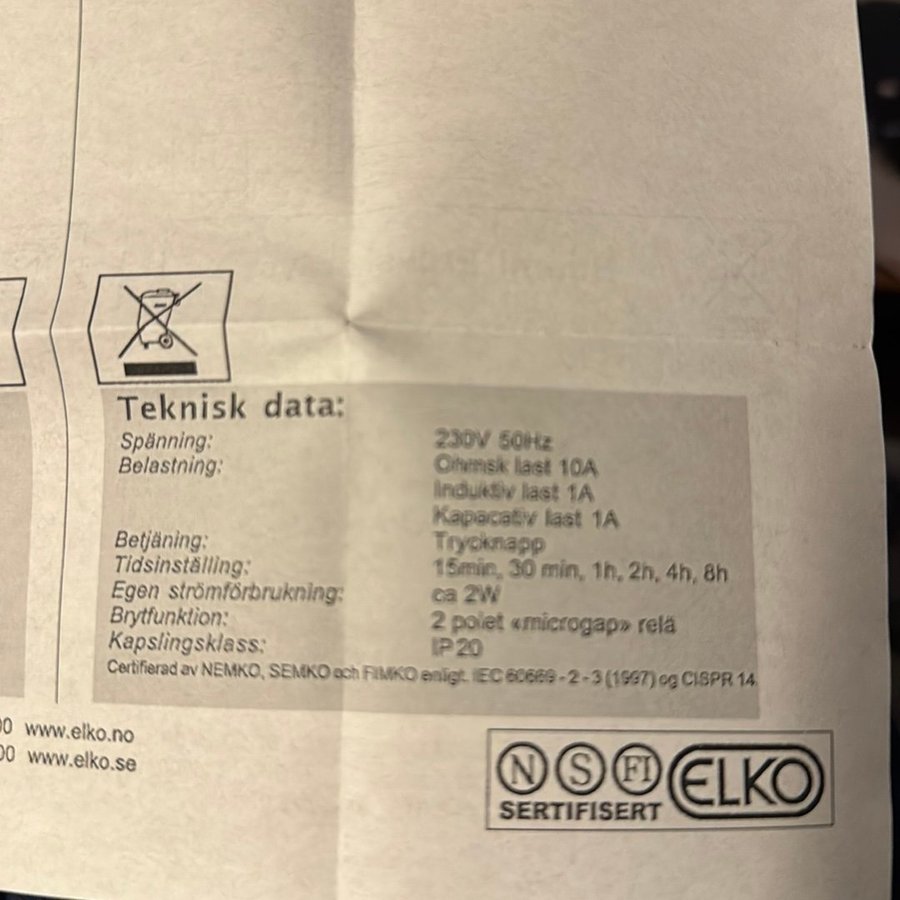 Teknisk data:
Spänning: 230V 50Hz
Belastning: Ohmsk last 10A
Induktiv last 1A
Kapacativ last 1A
Betjäning: Tryckknapp
Tidsinställing: 15min, 30 min, 1h, 2h, 4h, 8h
Egen strömförbrukning: ca 2W
Brytfunktion: 2 polet «microgap» relä
Kapslingsklass: IP20
Certifierad av NEMKO, SEMKO och FIMKO enligt. IEC 60669 - 2 - 3 (1997) og CISPR 14
00 www.elko.no
00 www.elko.se
N S FI ELKO
SERTIFISERT